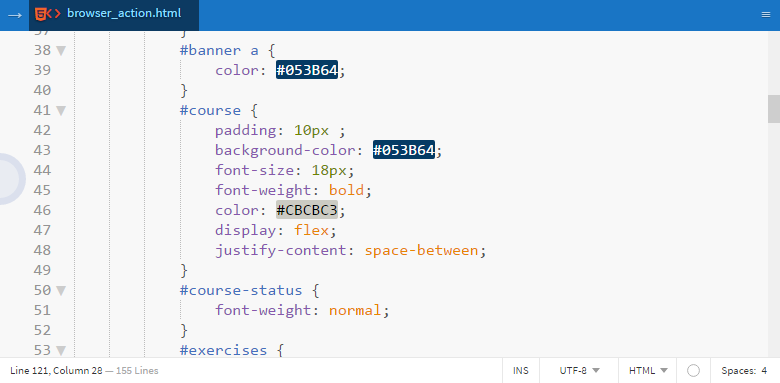 → browser_action.html ≡
37 }
38 ▼ #banner a {
39 color: #053B64;
40 }
41 ▼ #course {
42 padding: 10px ;
43 background-color: #053B64;
44 font-size: 18px;
45 font-weight: bold;
46 color: #CBCBC3;
47 display: flex;
48 justify-content: space-between;
49 }
50 ▼ #course-status {
51 font-weight: normal;
52 }
53 ▼ #exercises {
Line 121, Column 28 — 155 Lines INS UTF-8 ▼ HTML ▼ Spaces: 4